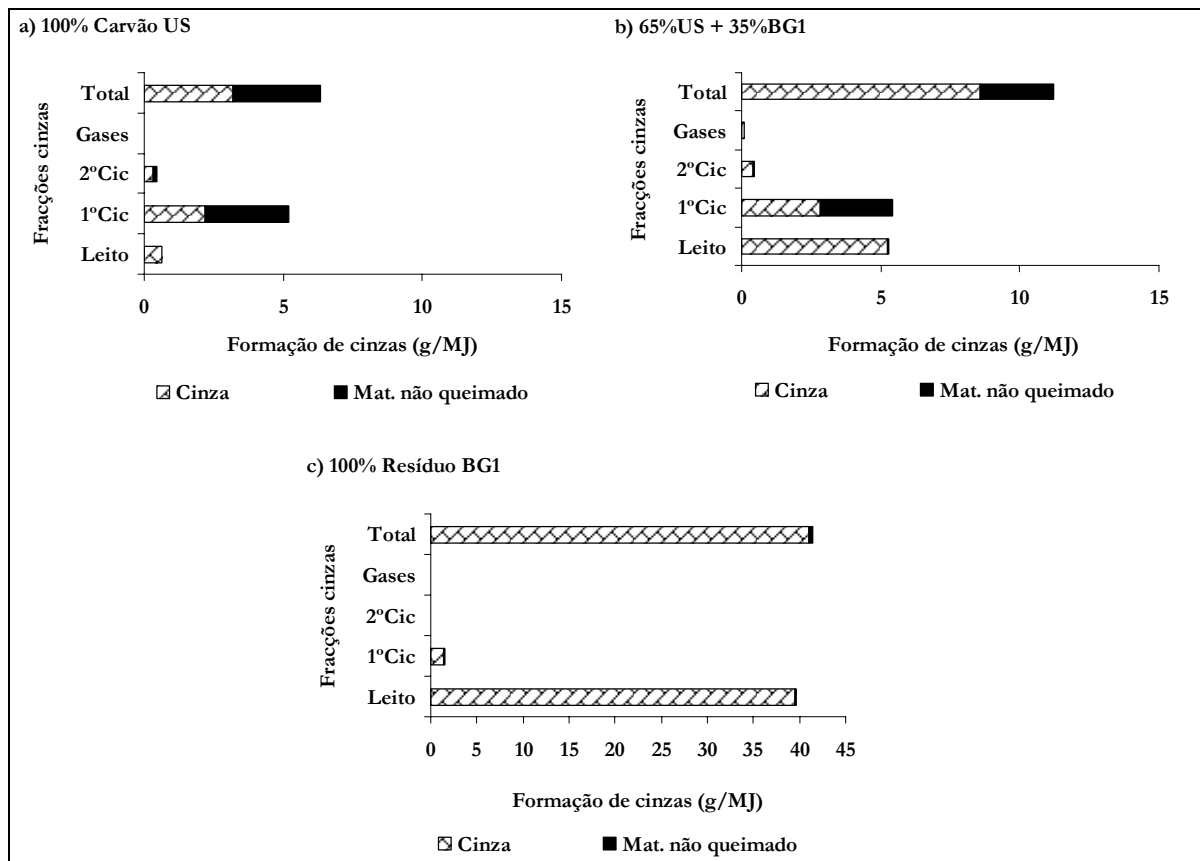 a) 100% Carvão US
Fracções cinzas
Total
Gases
2ºCic
1ºCic
Leito
0 5 10 15
Formação de cinzas (g/MJ)
Cinza Mat. não queimado
b) 65%US + 35%BG1
Fracções cinzas
Total
Gases
2ºCic
1ºCic
Leito
0 5 10 15
Formação de cinzas (g/MJ)
Cinza Mat. não queimado
c) 100% Resíduo BG1
Fracções cinzas
Total
Gases
2ºCic
1ºCic
Leito
0 5 10 15 20 25 30 35 40 45
Formação de cinzas (g/MJ)
Cinza Mat. não queimado